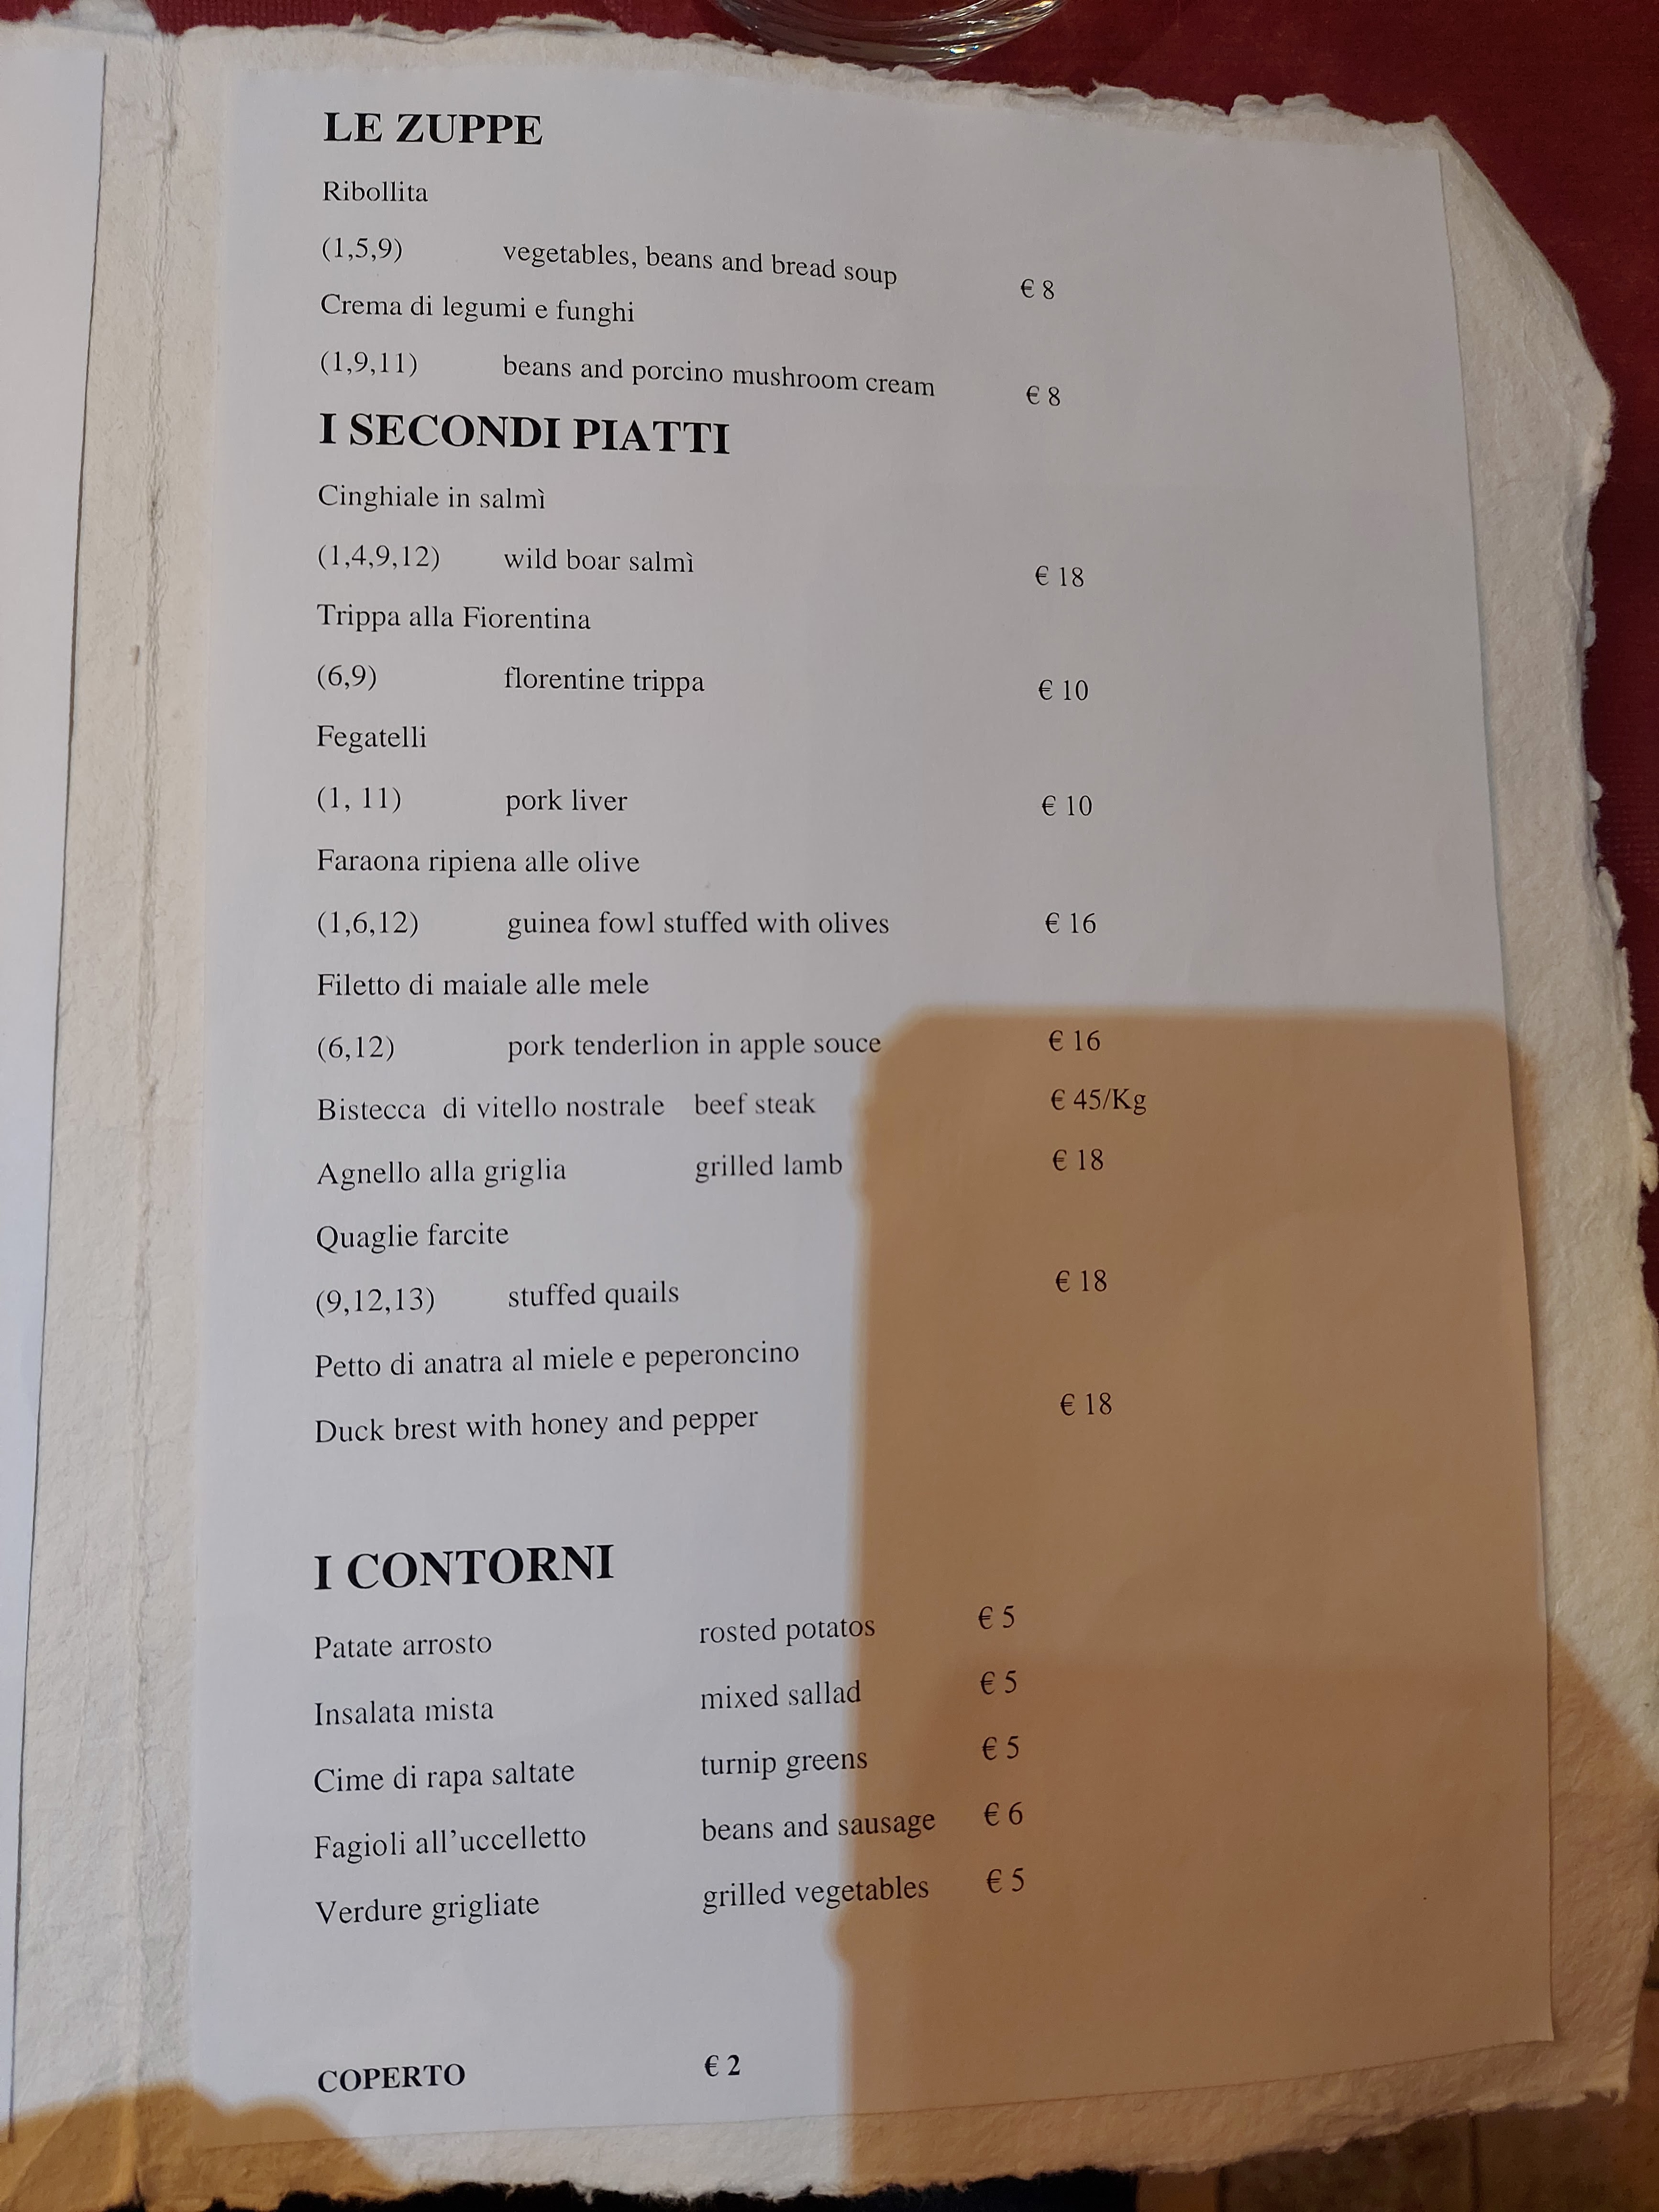 LE ZUPPE
Ribollita
(1,5,9) vegetables, beans and bread soup € 8
Crema di legumi e funghi
(1,9,11) beans and porcino mushroom cream € 8
I SECONDI PIATTI
Cinghiale in salmì
(1,4,9,12) wild boar salmì € 18
Trippa alla Fiorentina
(6,9) florentine trippa € 10
Fegatelli
(1, 11) pork liver € 10
Faraona ripiena alle olive
(1,6,12) guinea fowl stuffed with olives € 16
Filetto di maiale alle mele
(6,12) pork tenderlion in apple souce € 16
Bistecca di vitello nostrale beef steak € 45/Kg
Agnello alla griglia grilled lamb € 18
Quaglie farcite
(9,12,13) stuffed quails € 18
Petto di anatra al miele e peperoncino
Duck brest with honey and pepper € 18
I CONTORNI
Patate arrosto rosted potatos € 5
Insalata mista mixed sallad € 5
Cime di rapa saltate turnip greens € 5
Fagioli all’uccelletto beans and sausage € 6
Verdure grigliate grilled vegetables € 5
COPERTO € 2